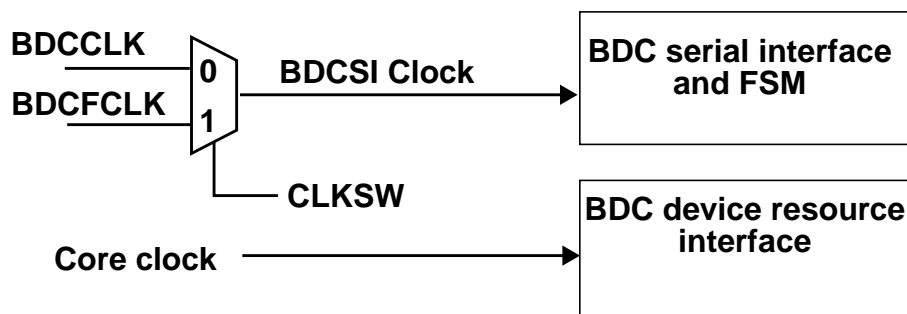 BDCCLK
BDCFCLK
0
1
BDCSI Clock
BDC serial interface
and FSM
CLKSW
BDC device resource
interface
Core clock